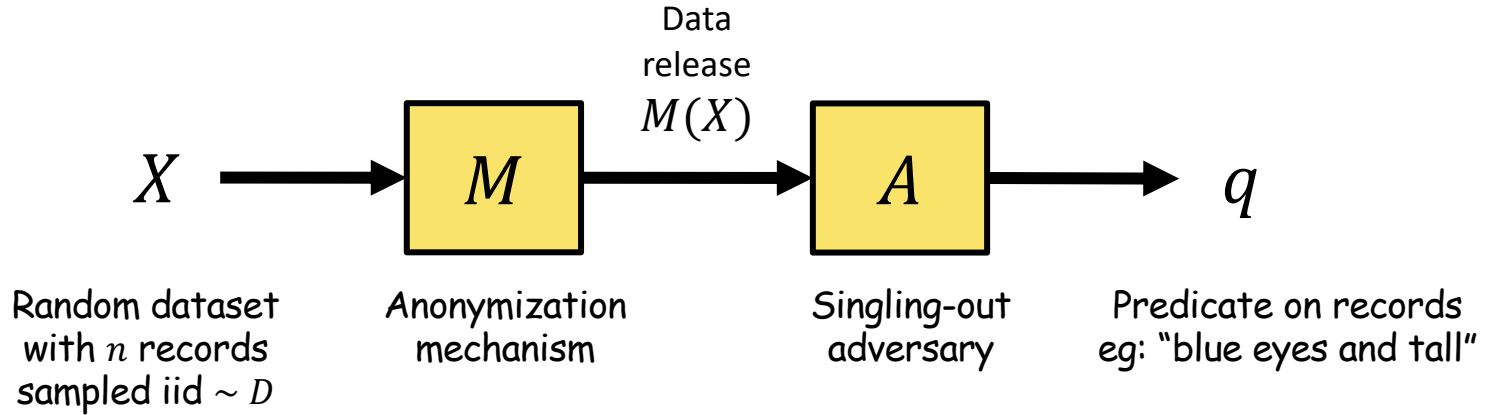 Data
release
M(X)
X
M
A
q
Random dataset
with n records
sampled iid ~ D
Anonymization
mechanism
Singling-out
adversary
Predicate on records
eg: “blue eyes and tall”